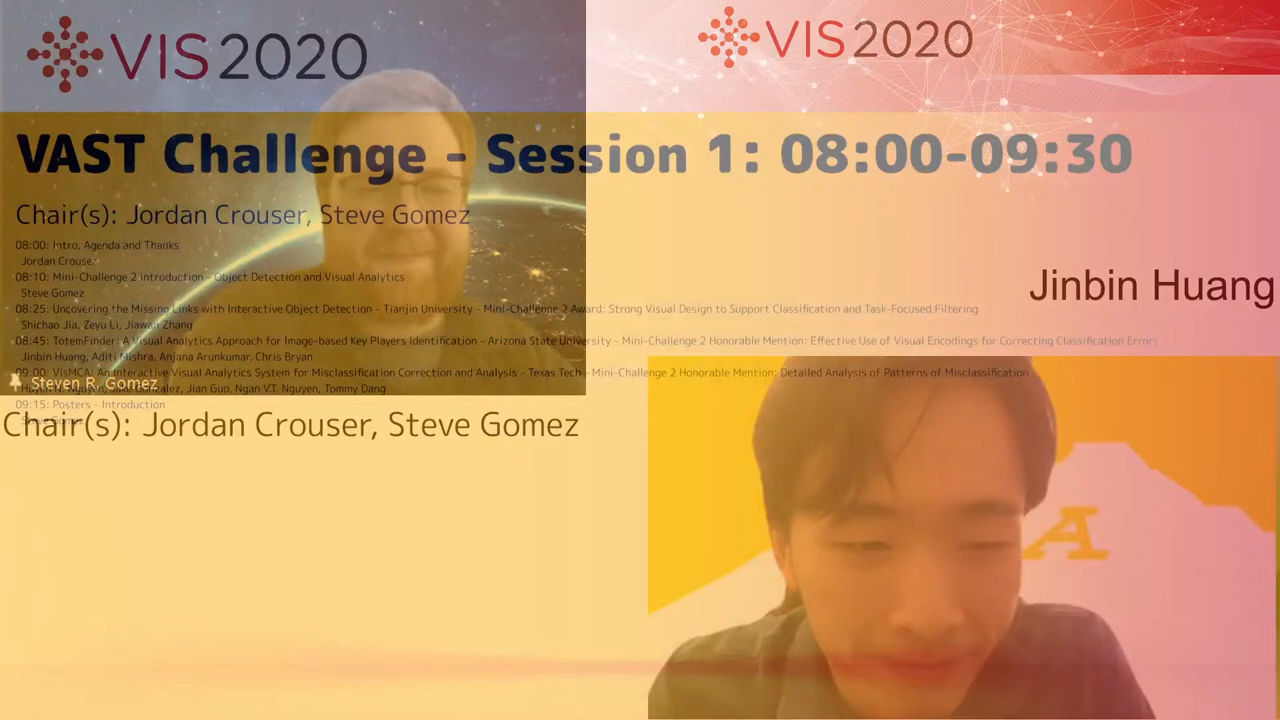 VIS2020
VIS2020
VAST Challenge - Session 1: 08:00-09:30
Chair(s): Jordan Crouser, Steve Gomez
08:00: Intro, Agenda and Thanks
Jordan Crouser
08:10: Mini-Challenge 2 Introduction - Object Detection and Visual Analytics
Steve Gomez
Jinbin Huang
08:25: Uncovering the Missing Links with Interactive Object Detection - Tianjin University - Mini-Challenge 2 Award: Strong Visual Design to Support Classification and Task-Focused Filtering
Shichao Jia, Zeyu Li, Jiawan Zhang
08:45: TotemFinder: A Visual Analytics Approach for Image-based Key Players Identification - Arizona State University - Mini-Challenge 2 Honorable Mention: Effective Use of Visual Encodings for Correcting Classification Errors
Jinbin Huang, Aditi Mishra, Anjana Arunkumar, Chris Bryan
09:00: VisMCA: An Interactive Visual Analytics System for Misclassification Correction and Analysis - Texas Tech - Mini-Challenge 2 Honorable Mention: Detailed Analysis of Patterns of Misclassification
Steven R. Gomez
Nguyen, Jian Guo, Ngan V.T. Nguyen, Tommy Dang
09:15: Posters - Introduction
Chair(s): Jordan Crouser, Steve Gomez
A